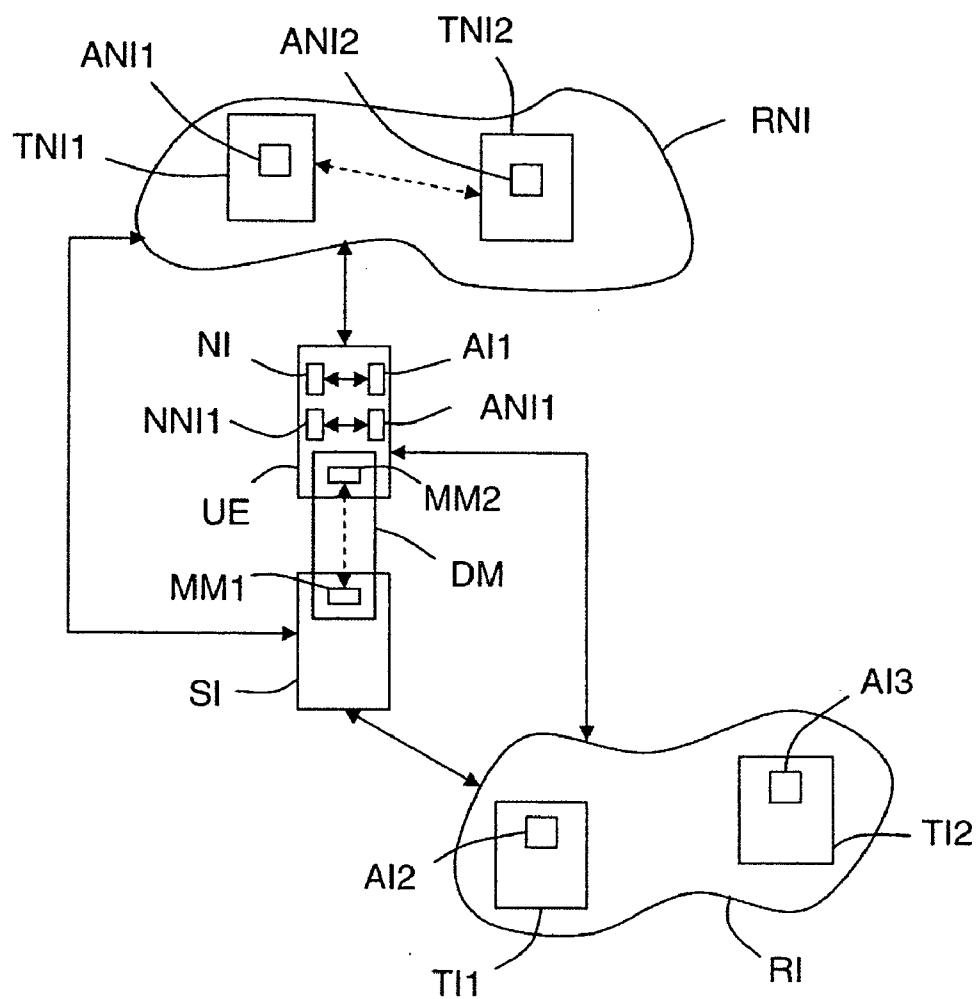 TNI2
ANI2
ANI1
RNI
TNI1
NI
AI1
NNI1
ANI1
UE
MM2
DM
MM1
SI
AI3
TI2
AI2
RI
TI1